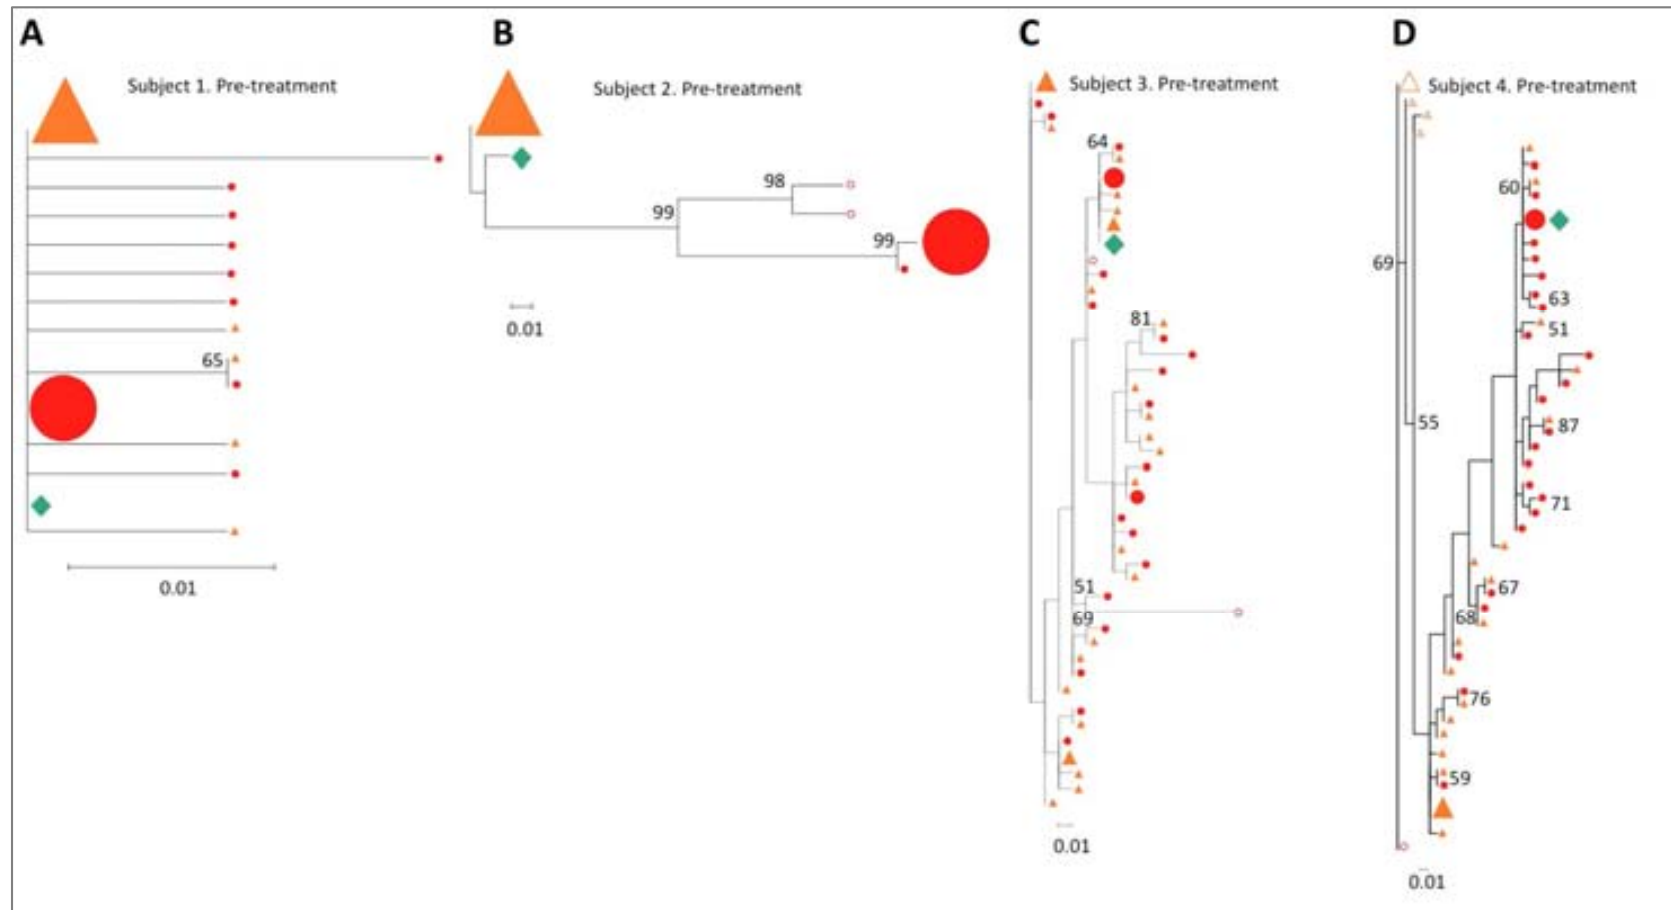 A
B
C
D
Subject 1. Pre-treatment
Subject 2. Pre-treatment
Subject 3. Pre-treatment
Subject 4. Pre-treatment
65
0.01
98
99
99
0.01
64
81
51
69
0.01
60
69
63
51
55
87
71
67
68
76
59
0.01